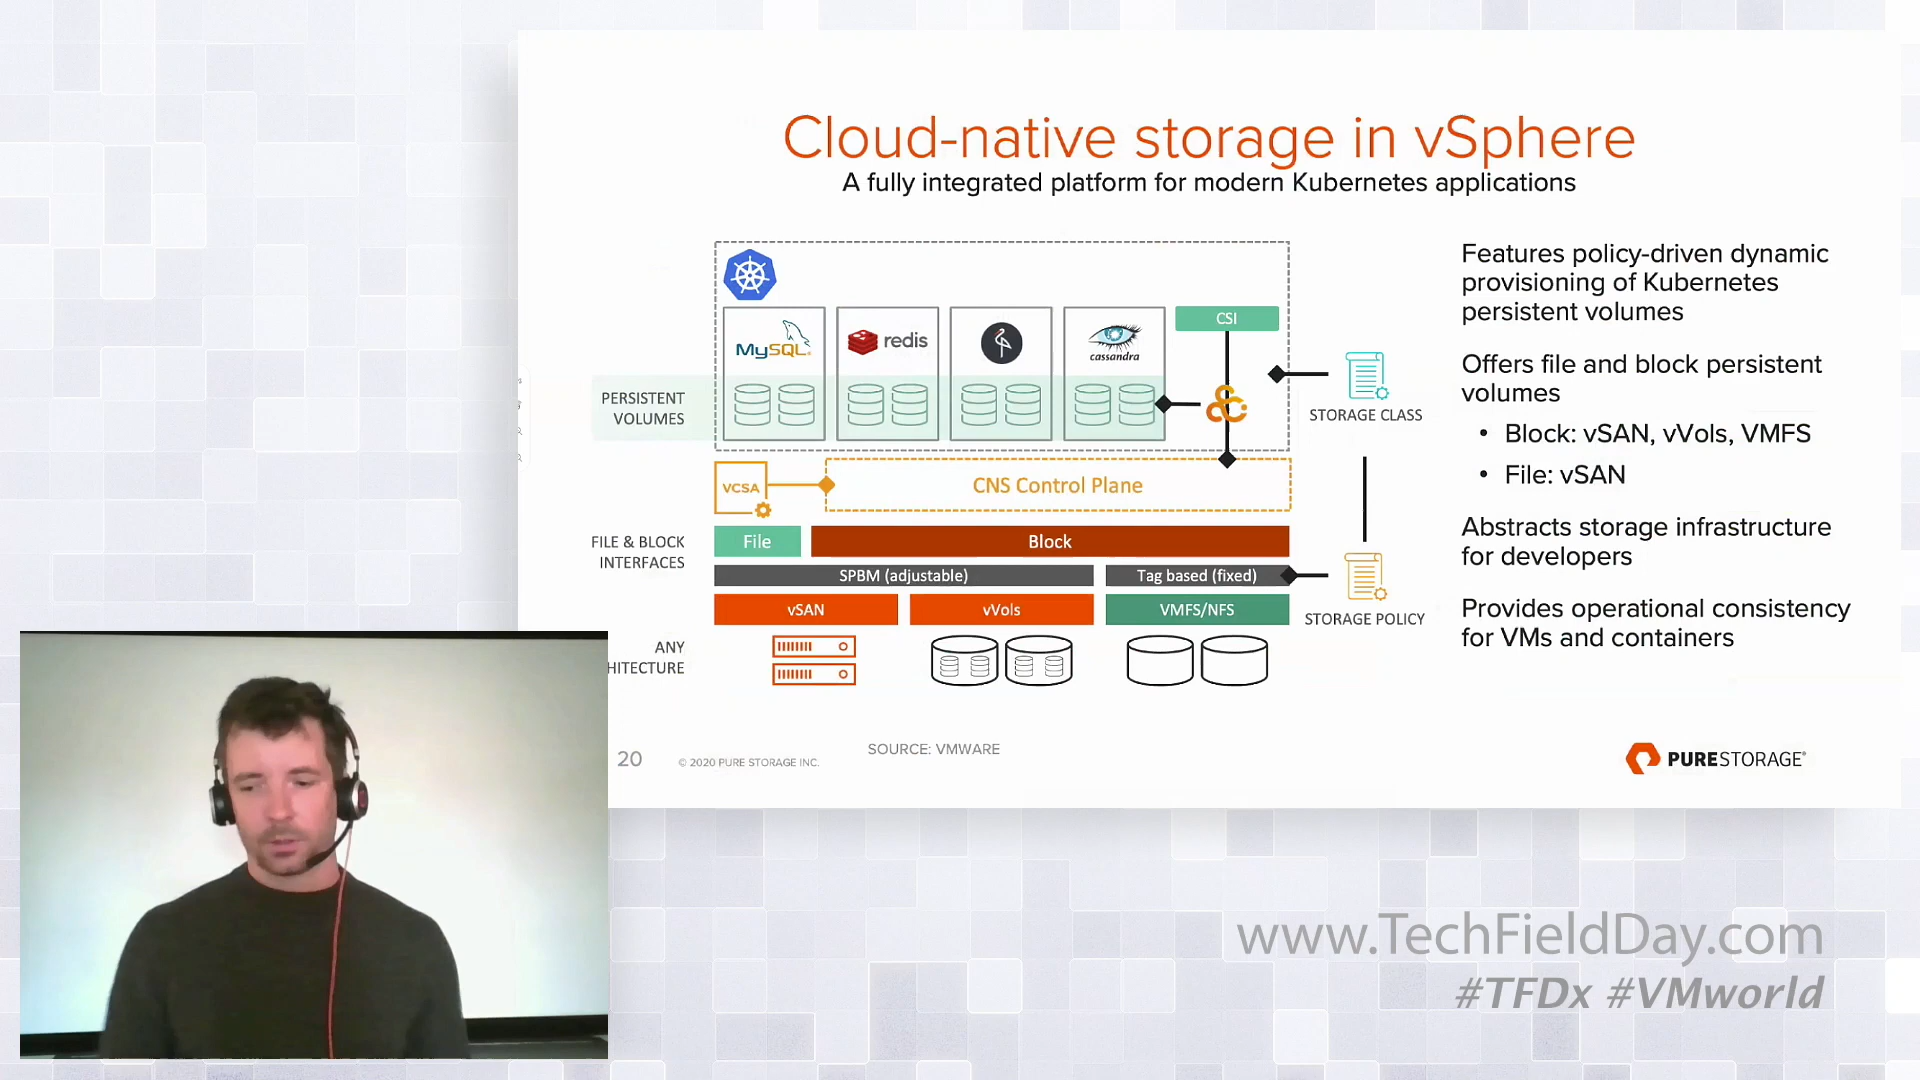 Cloud-native storage in vSphere
A fully integrated platform for modern Kubernetes applications
MySQL
redis
cassandra
CSI
PERSISTENT
VOLUMES
STORAGE CLASS
VCSA
CNS Control Plane
FILE & BLOCK
INTERFACES
File
Block
SPBM (adjustable)
Tag based (fixed)
vSAN
vVols
VMFS/NFS
STORAGE POLICY
ANY
HITECTURE
Features policy-driven dynamic
provisioning of Kubernetes
persistent volumes
Offers file and block persistent
volumes
• Block: vSAN, vVols, VMFS
• File: vSAN
Abstracts storage infrastructure
for developers
Provides operational consistency
for VMs and containers
20
© 2020 PURE STORAGE INC.
SOURCE: VMWARE
PURESTORAGE®
www.TechFieldDay.com
#TFDx #VMworld